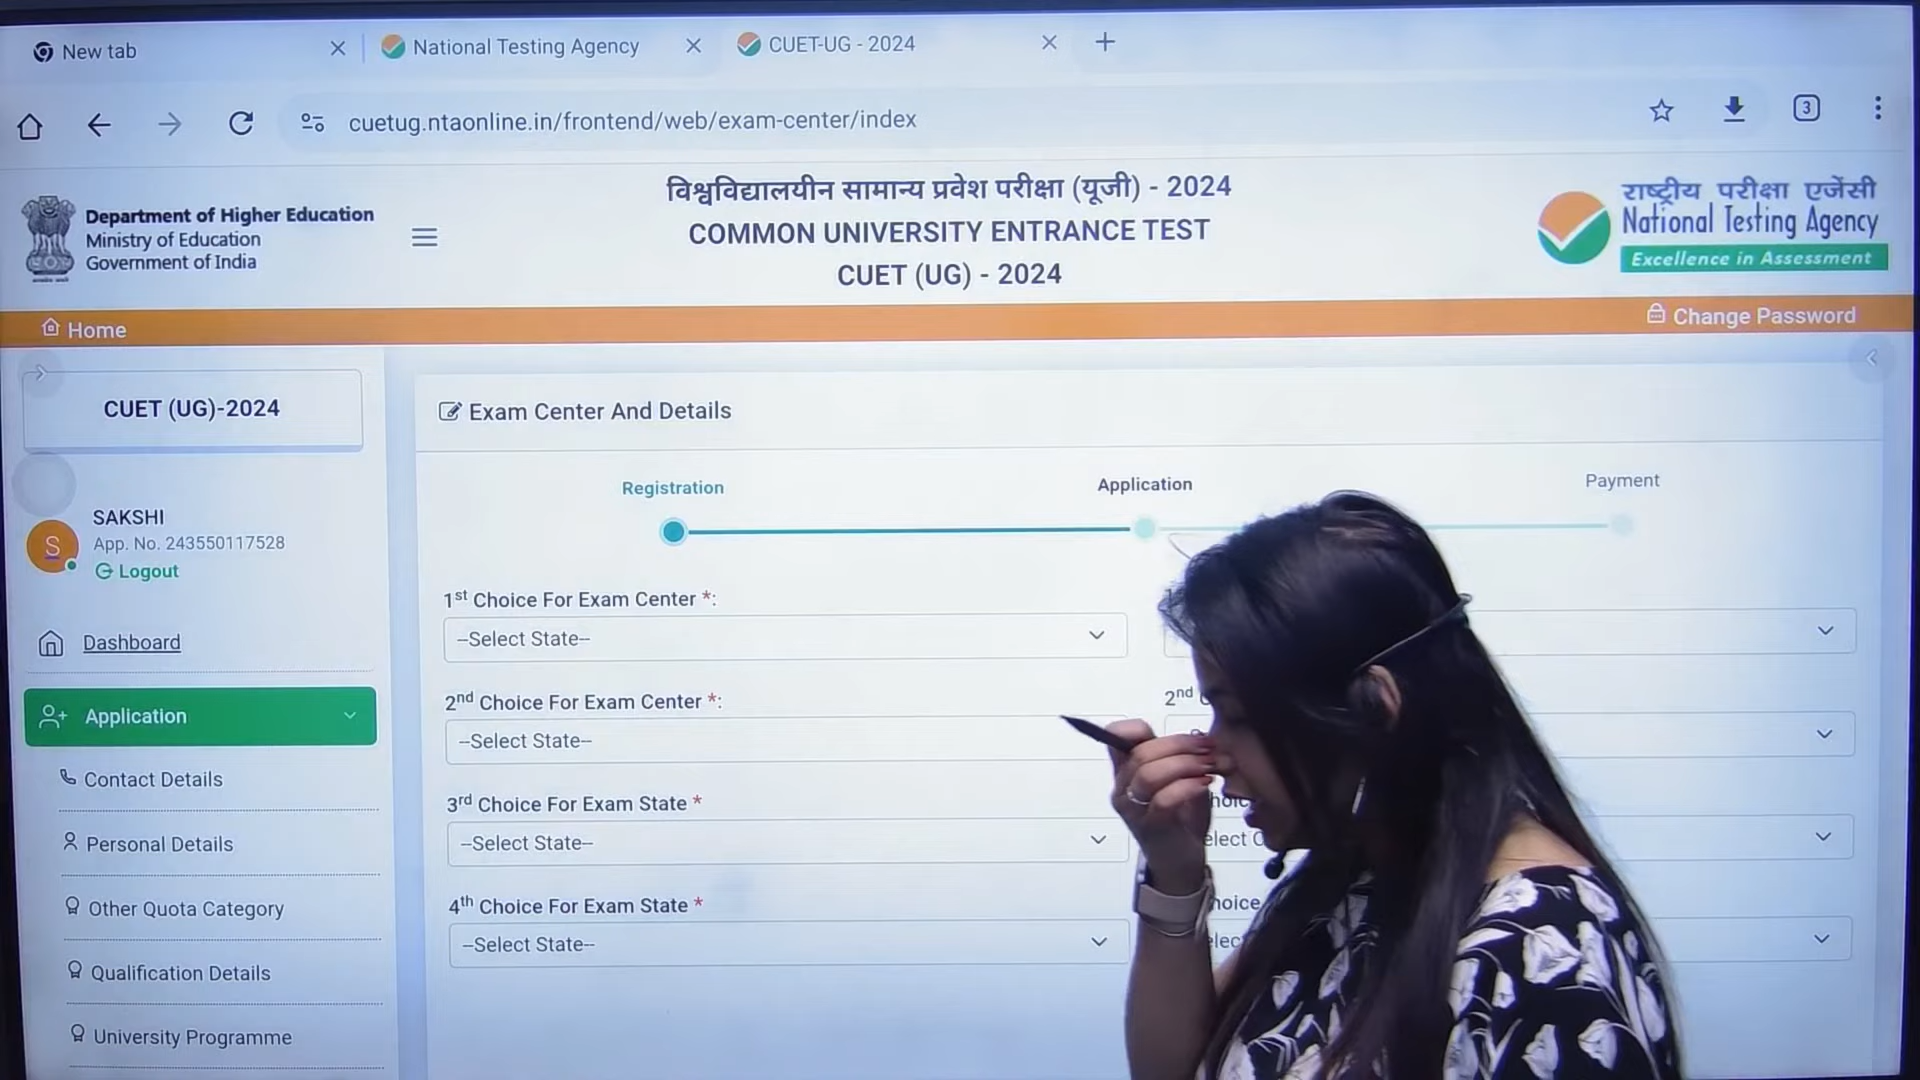 New tab
National Testing Agency
CUET-UG - 2024
cuetug.ntaonline.in/frontend/web/exam-center/index
3
Department of Higher Education
Ministry of Education
Government of India
विश्वविद्यालयीन सामान्य प्रवेश परीक्षा (यूजी) - 2024
COMMON UNIVERSITY ENTRANCE TEST
CUET (UG) - 2024
राष्ट्रीय परीक्षा एजेंसी
National Testing Agency
Excellence in Assessment
Home
Change Password
CUET (UG)-2024
S
SAKSHI
App. No. 243550117528
Logout
Dashboard
Application
Contact Details
Personal Details
Other Quota Category
Qualification Details
University Programme
Exam Center And Details
Registration
Application
Payment
1st Choice For Exam Center *:
--Select State--
2nd Choice For Exam Center *:
2nd
--Select State--
3rd Choice For Exam State *
--Select State--
4th Choice For Exam State *
--Select State--